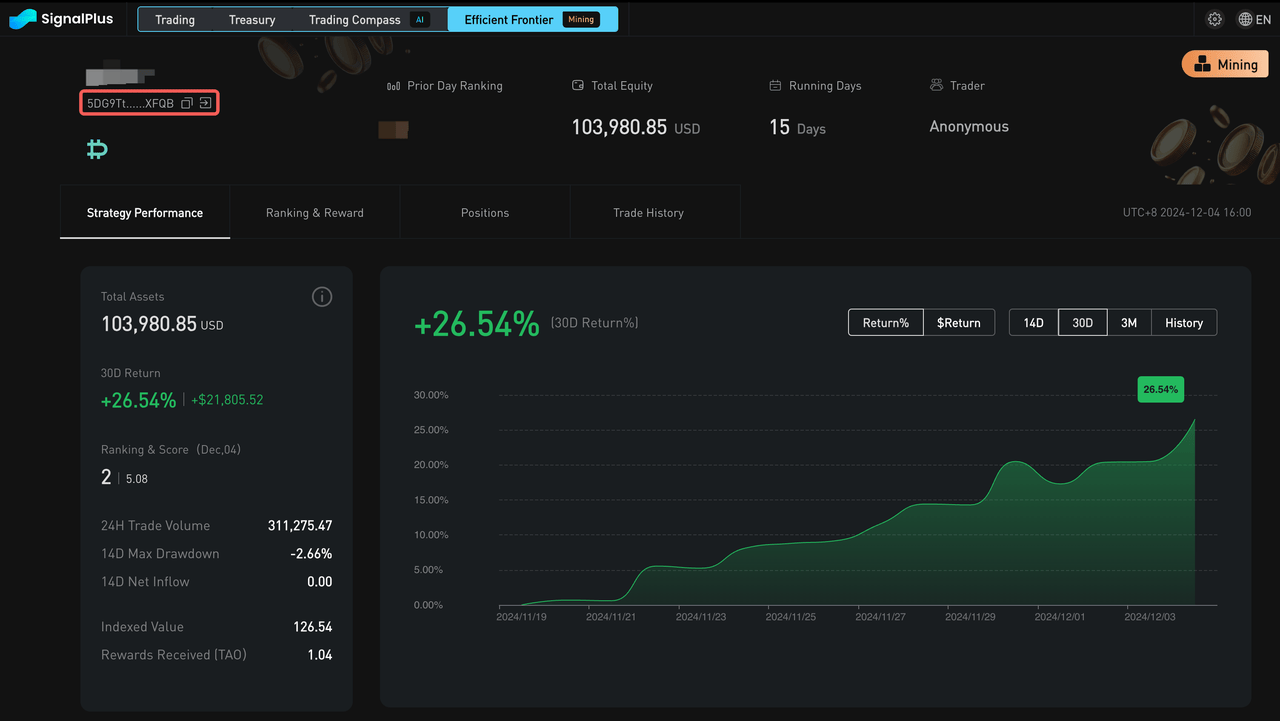 SignalPlus
Trading Treasury Trading Compass AI Efficient Frontier Mining
EN
Mining
5DG9Tt......XFQB
Prior Day Ranking
Total Equity
103,980.85 USD
Running Days
15 Days
Trader
Anonymous
Strategy Performance Ranking & Reward Positions Trade History
UTC+8 2024-12-04 16:00
Total Assets
103,980.85 USD
30D Return
+26.54% | +$21,805.52
Ranking & Score (Dec,04)
2 | 5.08
24H Trade Volume 311,275.47
14D Max Drawdown -2.66%
14D Net Inflow 0.00
Indexed Value 126.54
Rewards Received (TAO) 1.04
+26.54% (30D Return%)
Return% $Return
14D 30D 3M History
26.54%
30.00%
25.00%
20.00%
15.00%
10.00%
5.00%
0.00%
2024/11/19 2024/11/21 2024/11/23 2024/11/25 2024/11/27 2024/11/29 2024/12/01 2024/12/03